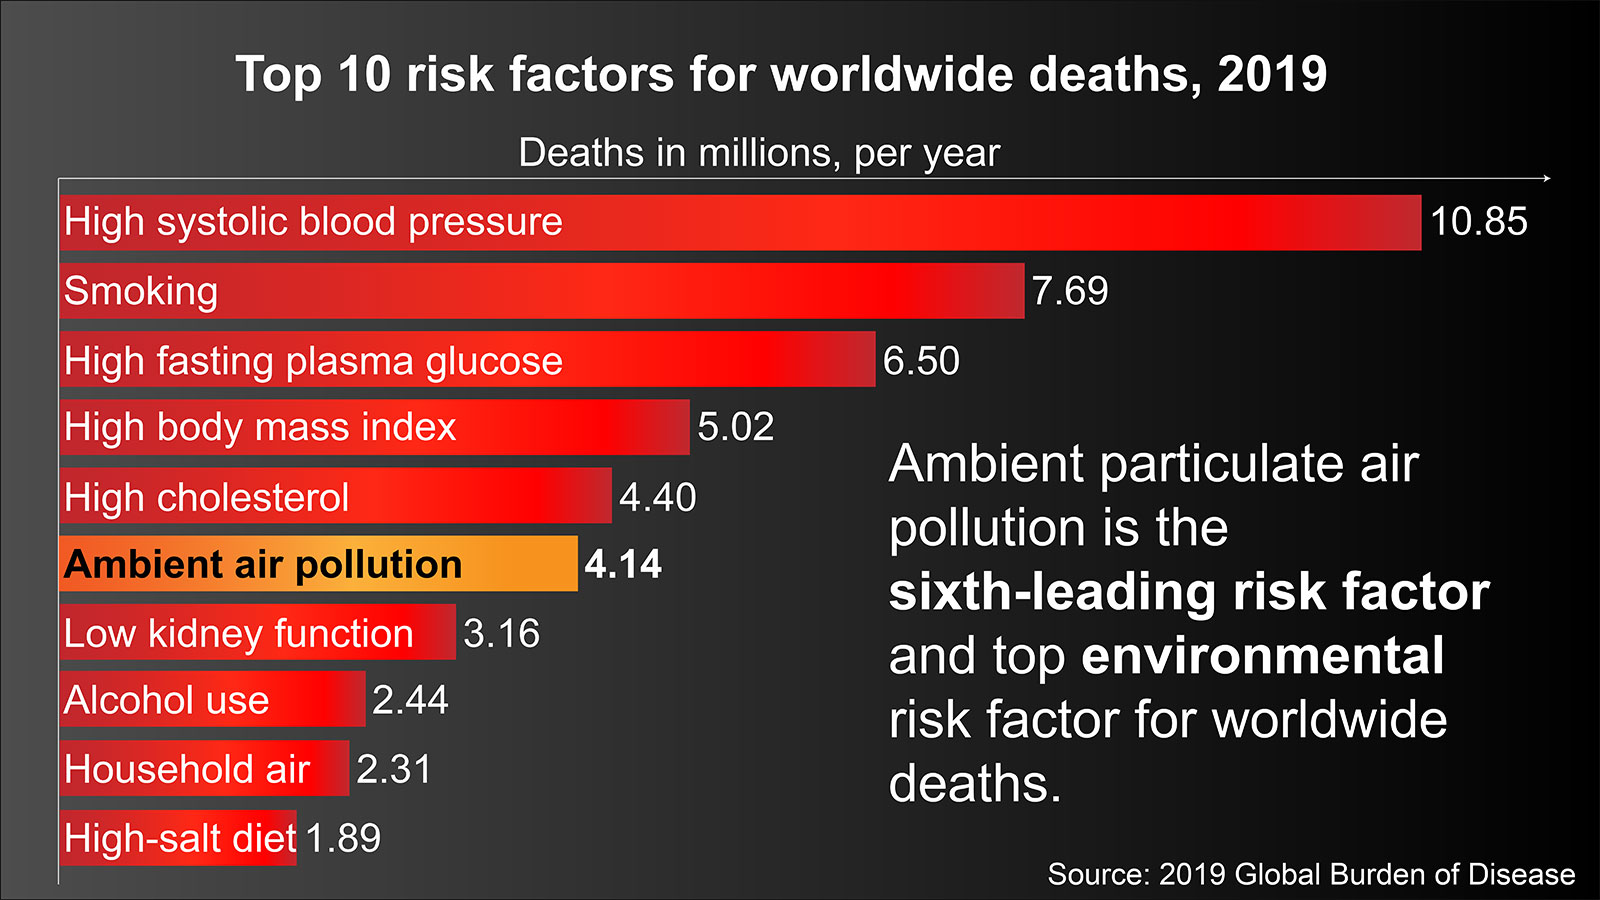 Top 10 risk factors for worldwide deaths, 2019
Deaths in millions, per year
High systolic blood pressure 10.85
Smoking 7.69
High fasting plasma glucose 6.50
High body mass index 5.02
High cholesterol 4.40
Ambient air pollution 4.14
Low kidney function 3.16
Alcohol use 2.44
Household air 2.31
High-salt diet 1.89
Ambient particulate air
pollution is the
sixth-leading risk factor
and top environmental
risk factor for worldwide
deaths.
Source: 2019 Global Burden of Disease